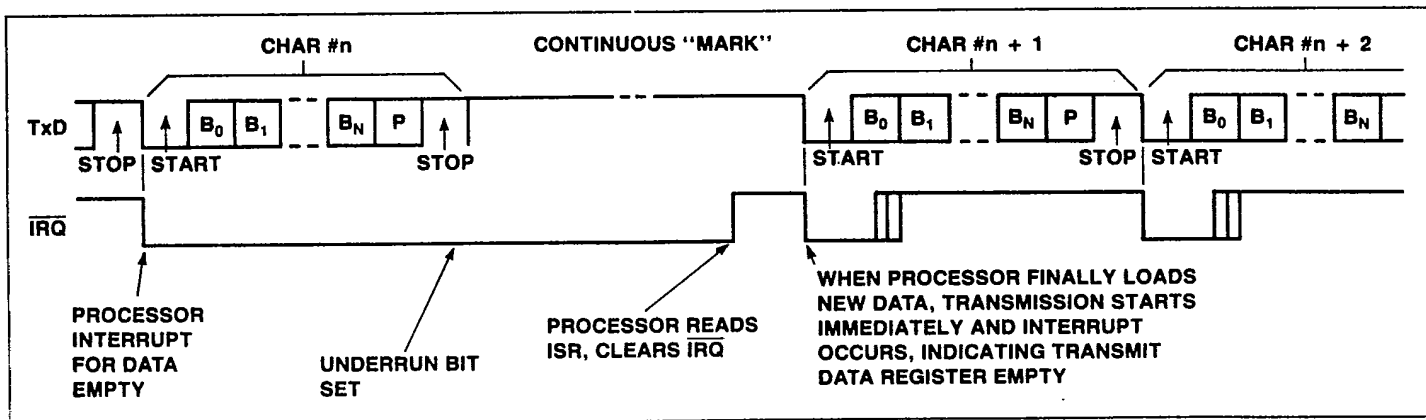 CHAR #n
CONTINUOUS "MARK"
CHAR #n + 1
CHAR #n + 2
TxD
B0
B1
BN
P
B0
B1
BN
P
B0
B1
BN
STOP
START
STOP
START
STOP
START
IRQ
PROCESSOR
INTERRUPT
FOR DATA
EMPTY
UNDERRUN BIT
SET
PROCESSOR READS
ISR, CLEARS IRQ
WHEN PROCESSOR FINALLY LOADS
NEW DATA, TRANSMISSION STARTS
IMMEDIATELY AND INTERRUPT
OCCURS, INDICATING TRANSMIT
DATA REGISTER EMPTY